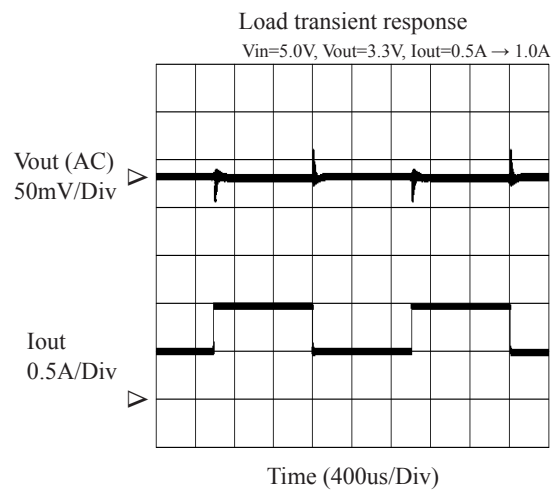 Load transient response
Vin=5.0V, Vout=3.3V, Iout=0.5A → 1.0A
Vout (AC)
50mV/Div
Iout
0.5A/Div
Time (400us/Div)